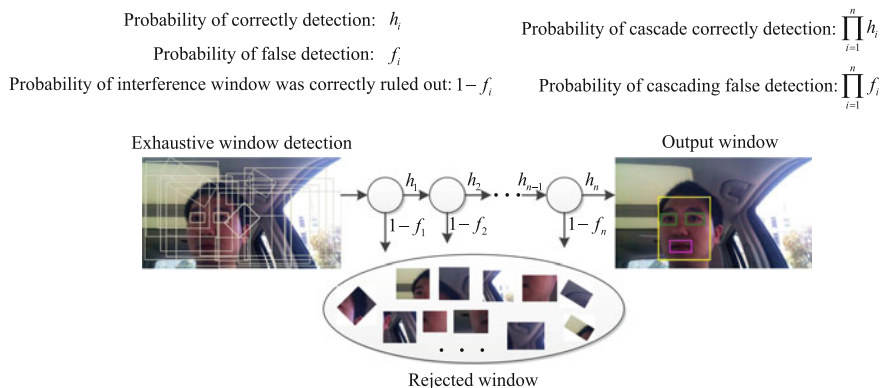 Probability of correctly detection: h_i
Probability of false detection: f_i
Probability of interference window was correctly ruled out: 1 − f_i
Probability of cascade correctly detection: ∏_{i=1}^{n} h_i
Probability of cascading false detection: ∏_{i=1}^{n} f_i
Exhaustive window detection
Output window
h_1 h_2 · · · h_{n−1} h_n
1 − f_1 1 − f_2 1 − f_n
· · ·
Rejected window